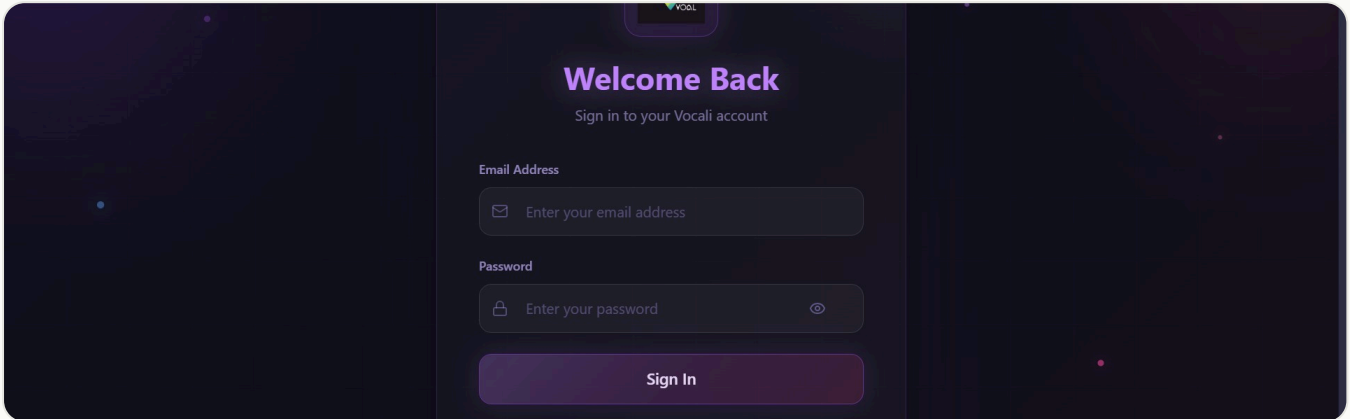 Welcome Back
Sign in to your Vocali account
Email Address
Enter your email address
Password
Enter your password
Sign In